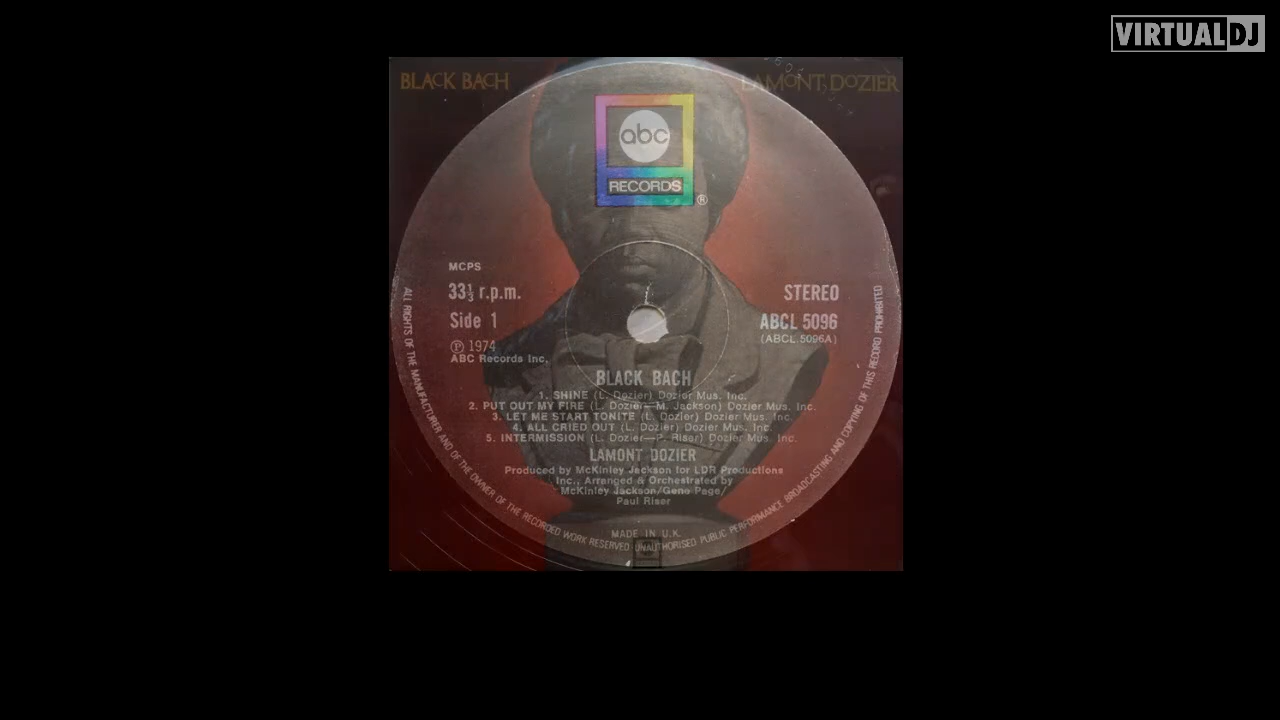 VIRTUALDJ
BLACK BACH
LAMONT DOZIER
abc
RECORDS
®
MCPS
33⅓ r.p.m.
STEREO
Side 1
ABCL 5096
(ABCL.5096A)
℗ 1974
ABC Records Inc,
BLACK BACH
1. SHINE (L. Dozier) Dozier Mus. Inc.
2. PUT OUT MY FIRE (L. Dozier—M. Jackson) Dozier Mus. Inc.
3. LET ME START TONITE (L. Dozier) Dozier Mus. Inc.
4. ALL CRIED OUT (L. Dozier) Dozier Mus. Inc.
5. INTERMISSION (L. Dozier—P. Riser) Dozier Mus. Inc.
LAMONT DOZIER
Produced by McKinley Jackson for LDR Productions
Inc., Arranged & Orchestrated by
McKinley Jackson/Gene Page/
Paul Riser
MADE IN U.K.
ALL RIGHTS OF THE MANUFACTURER AND OF THE OWNER OF THE RECORDED WORK RESERVED UNAUTHORISED PUBLIC PERFORMANCE BROADCASTING AND COPYING OF THIS RECORD PROHIBITED